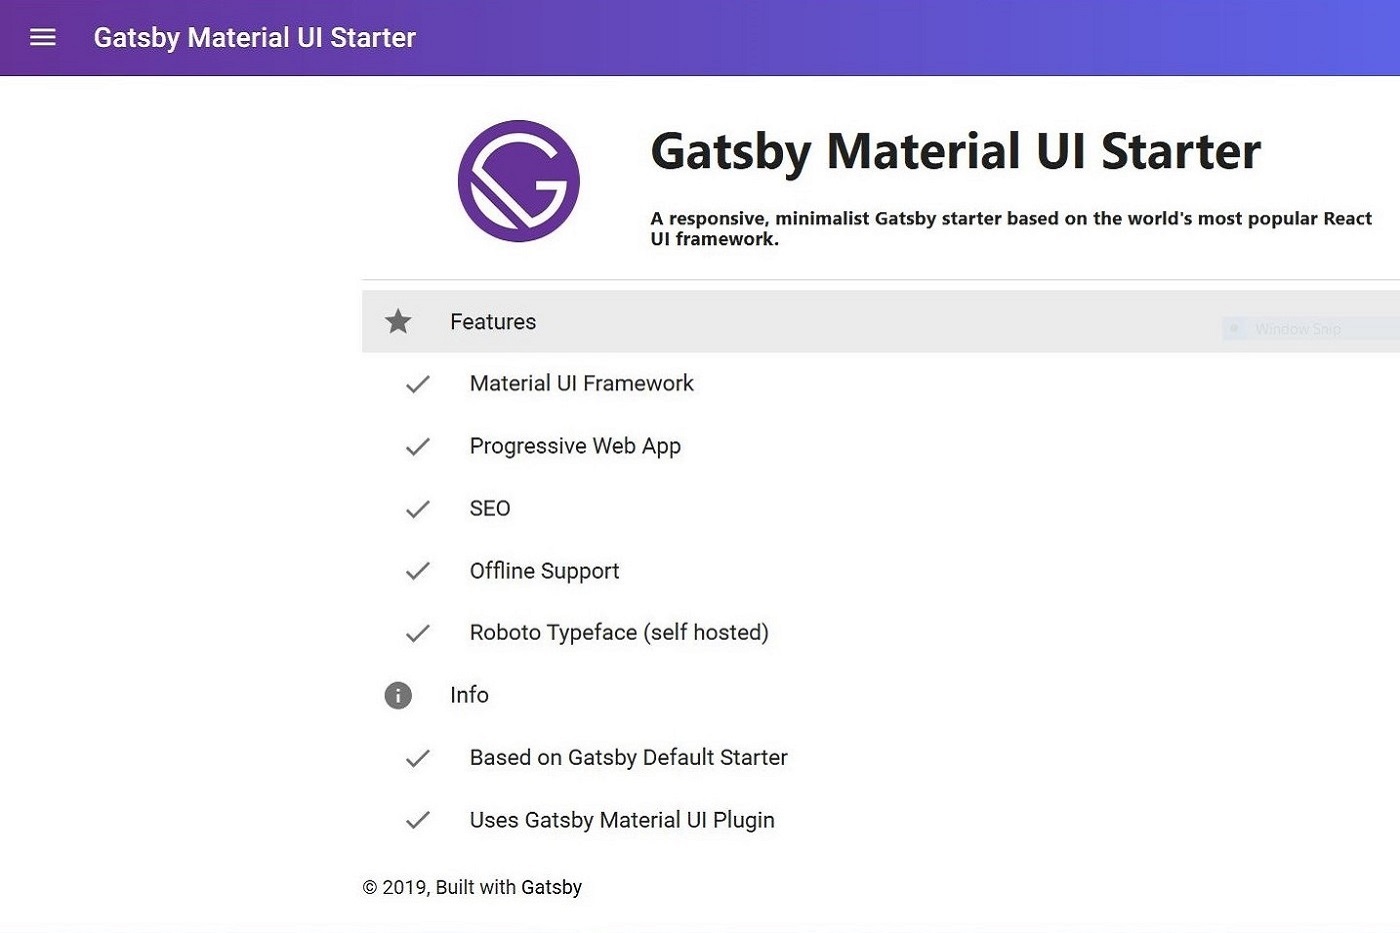 Gatsby Material UI Starter
Gatsby Material UI Starter
A responsive, minimalist Gatsby starter based on the world's most popular React
UI framework.
Features
Window Snip
Material UI Framework
Progressive Web App
SEO
Offline Support
Roboto Typeface (self hosted)
Info
Based on Gatsby Default Starter
Uses Gatsby Material UI Plugin
© 2019, Built with Gatsby